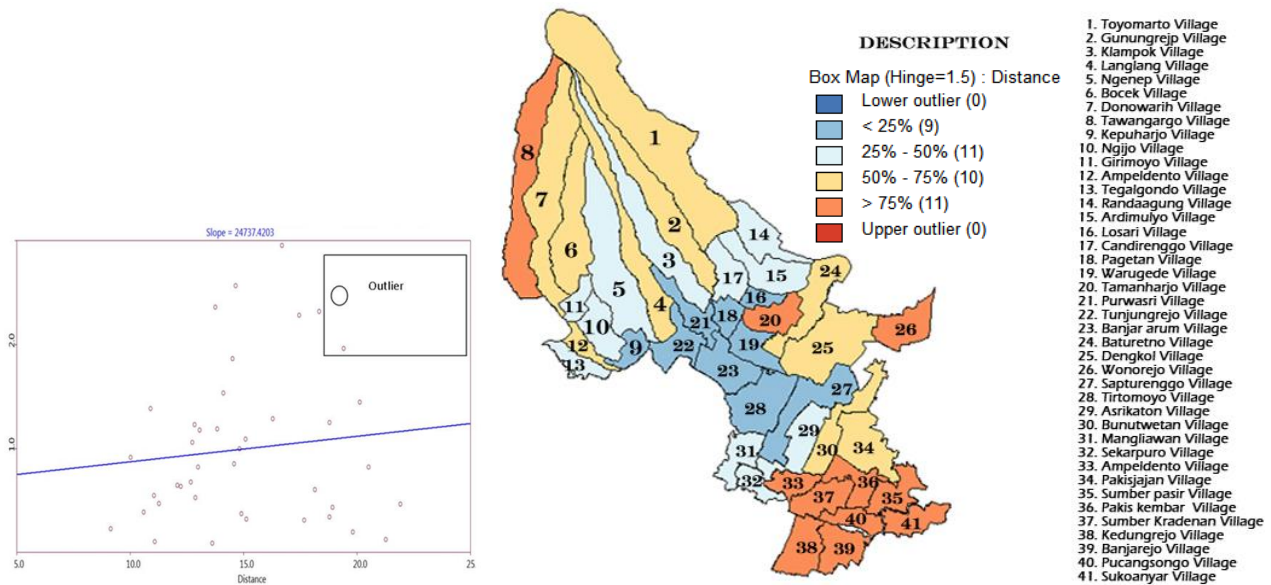 Slope = 24737.4203
Outlier
2.0
1.0
5.0
10.0
15.0
20.0
25
Distance
DESCRIPTION
Box Map (Hinge=1.5) : Distance
Lower outlier (0)
< 25% (9)
25% - 50% (11)
50% - 75% (10)
> 75% (11)
Upper outlier (0)
1
2
3
4
5
6
7
8
9
10
11
12
13
14
15
16
17
18
19
20
21
22
23
24
25
26
27
28
29
30
31
32
33
34
35
36
37
38
39
40
41
1. Toyomarto Village
2. Gunungrejp Village
3. Klampok Village
4. Langlang Village
5. Ngenep Village
6. Bocek Village
7. Donowarih Village
8. Tawangargo Village
9. Kepuharjo Village
10. Ngijo Village
11. Girimoyo Village
12. Ampeldento Village
13. Tegalgondo Village
14. Randaagung Village
15. Ardimulyo Village
16. Losari Village
17. Candirenggo Village
18. Pagetan Village
19. Warugede Village
20. Tamanharjo Village
21. Purwasri Village
22. Tunjungrejo Village
23. Banjar arum Village
24. Baturetno Village
25. Dengkol Village
26. Wonorejo Village
27. Sapturenggo Village
28. Tirtomoyo Village
29. Asrikaton Village
30. Bunutwetan Village
31. Mangliawan Village
32. Sekarpuro Village
33. Ampeldento Village
34. Pakisjajan Village
35. Sumber pasir Village
36. Pakis kembar Village
37. Sumber Kradenan Village
38. Kedungrejo Village
39. Banjarejo Village
40. Pucangsongo Village
41. Sukoanyar Village